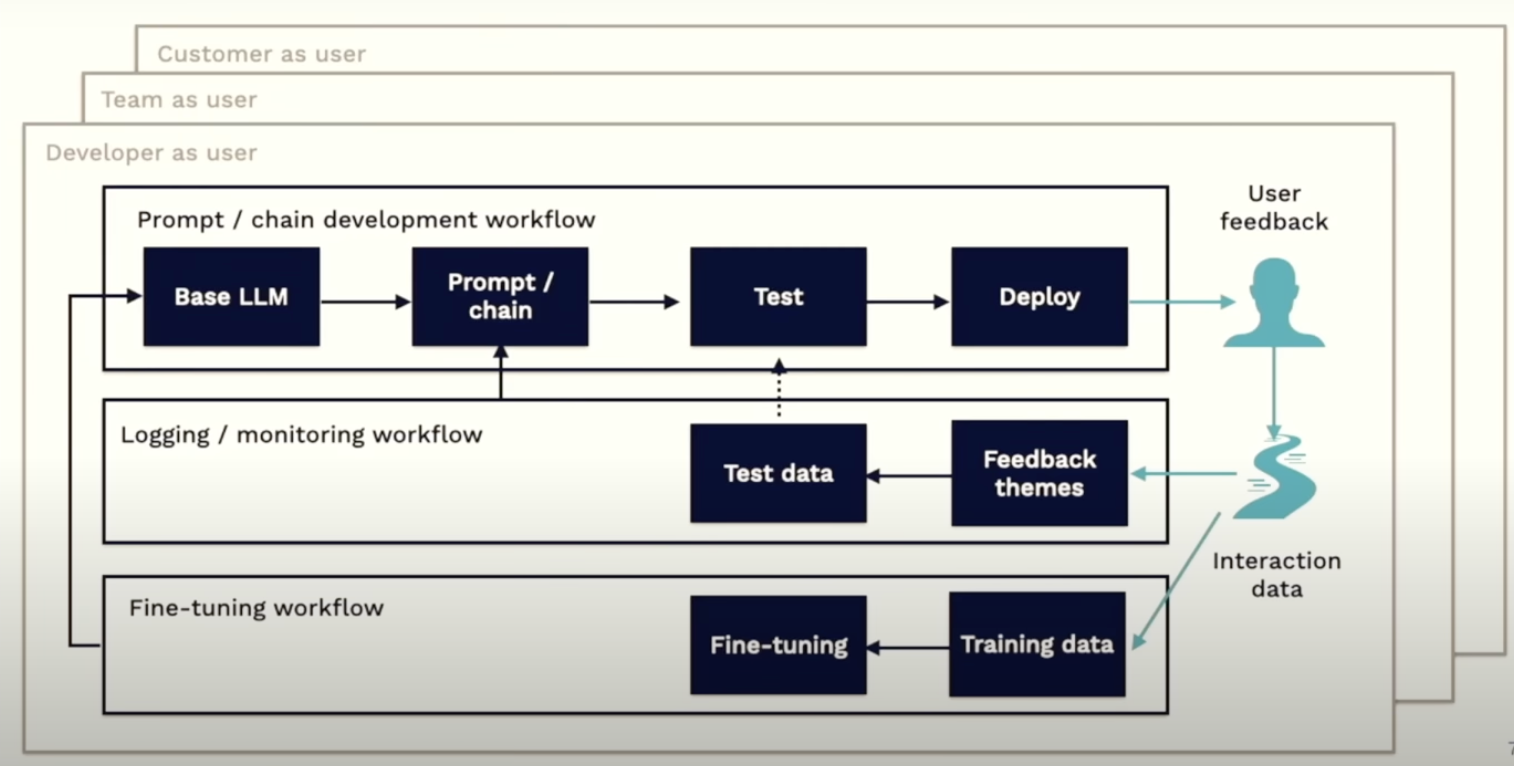 Customer as user
Team as user
Developer as user
Prompt / chain development workflow
User
feedback
Base LLM
Prompt /
chain
Test
Deploy
Logging / monitoring workflow
Test data
Feedback
themes
Interaction
data
Fine-tuning workflow
Fine-tuning
Training data